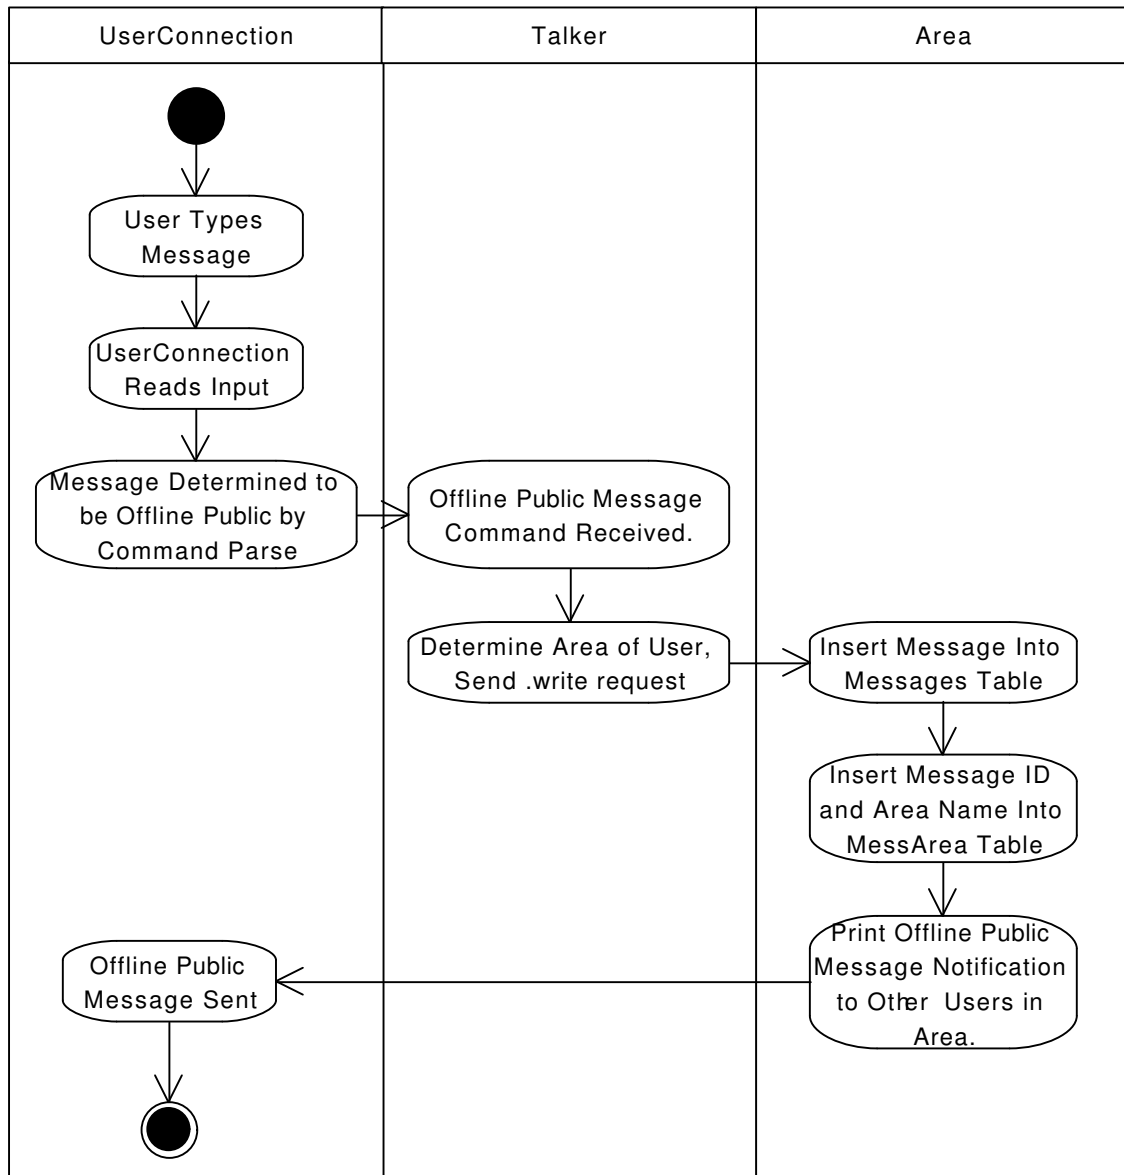 UserConnection
Talker
Area
User Types
Message
UserConnection
Reads Input
Message Determined to
be Offline Public by
Command Parse
Offline Public Message
Command Received.
Determine Area of User,
Send .write request
Insert Message Into
Messages Table
Insert Message ID
and Area Name Into
MessArea Table
Print Offline Public
Message Notification
to Other Users in
Area.
Offline Public
Message Sent